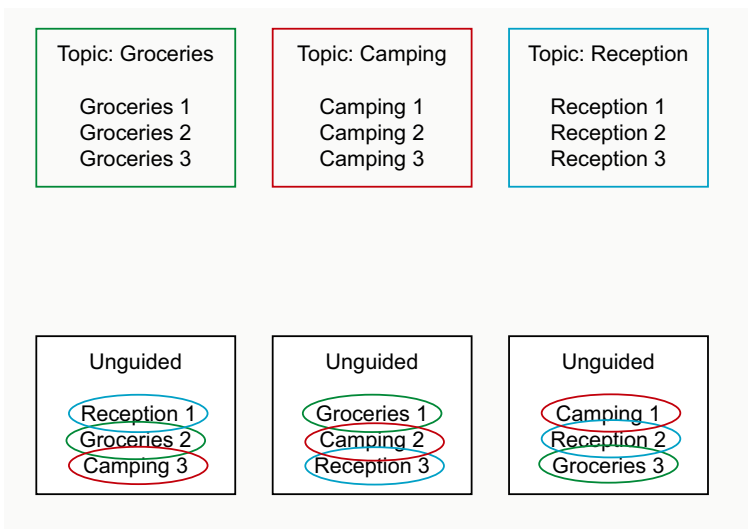 Topic: Groceries
Groceries 1
Groceries 2
Groceries 3
Topic: Camping
Camping 1
Camping 2
Camping 3
Topic: Reception
Reception 1
Reception 2
Reception 3
Unguided
Reception 1
Groceries 2
Camping 3
Unguided
Groceries 1
Camping 2
Reception 3
Unguided
Camping 1
Reception 2
Groceries 3